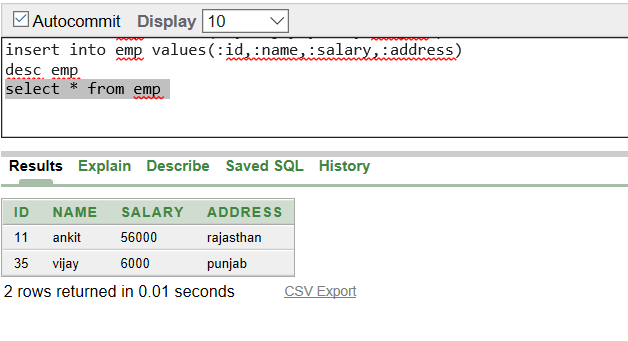 Autocommit Display 10
insert into emp values(:id,:name,:salary,:address)
desc emp
select * from emp
Results Explain Describe Saved SQL History
ID NAME SALARY ADDRESS
11 ankit 56000 rajasthan
35 vijay 6000 punjab
2 rows returned in 0.01 seconds CSV Export